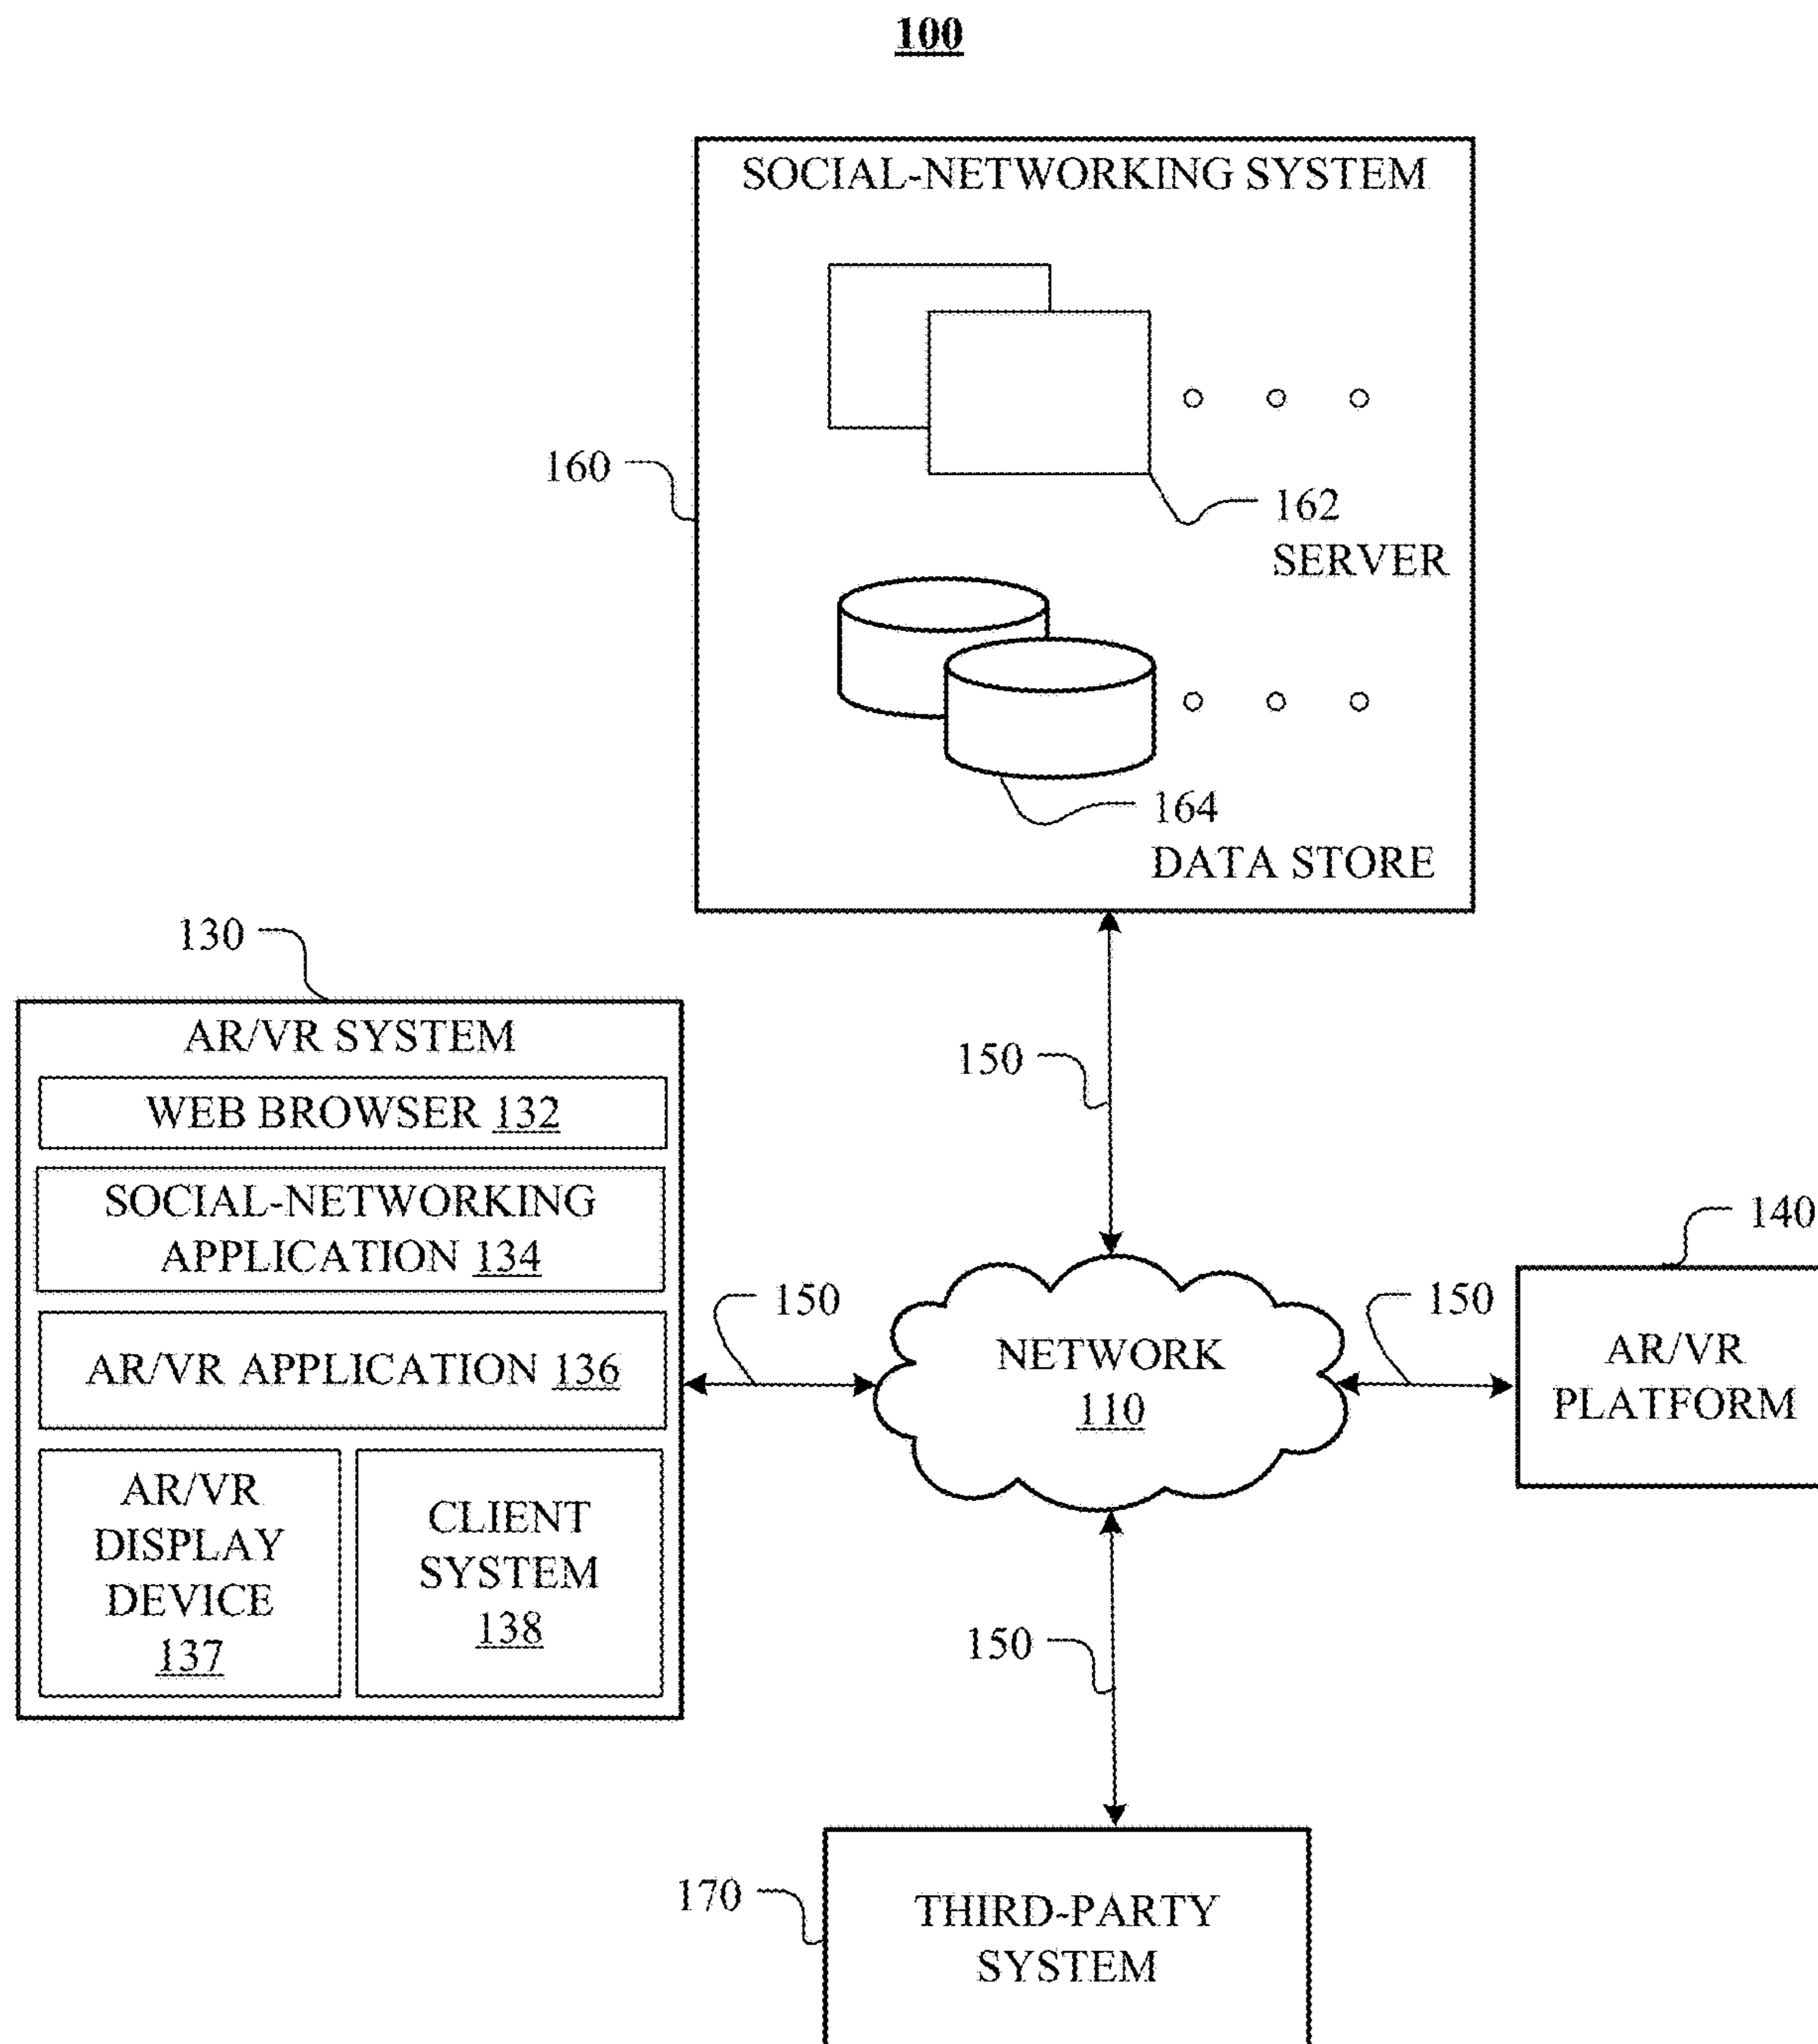 100
SOCIAL-NETWORKING SYSTEM
160
162
SERVER
164
DATA STORE
130
AR/VR SYSTEM
WEB BROWSER 132
SOCIAL-NETWORKING
APPLICATION 134
AR/VR APPLICATION 136
AR/VR
DISPLAY
DEVICE
137
CLIENT
SYSTEM
138
150
150
NETWORK
110
150
140
AR/VR
PLATFORM
150
170
THIRD-PARTY
SYSTEM